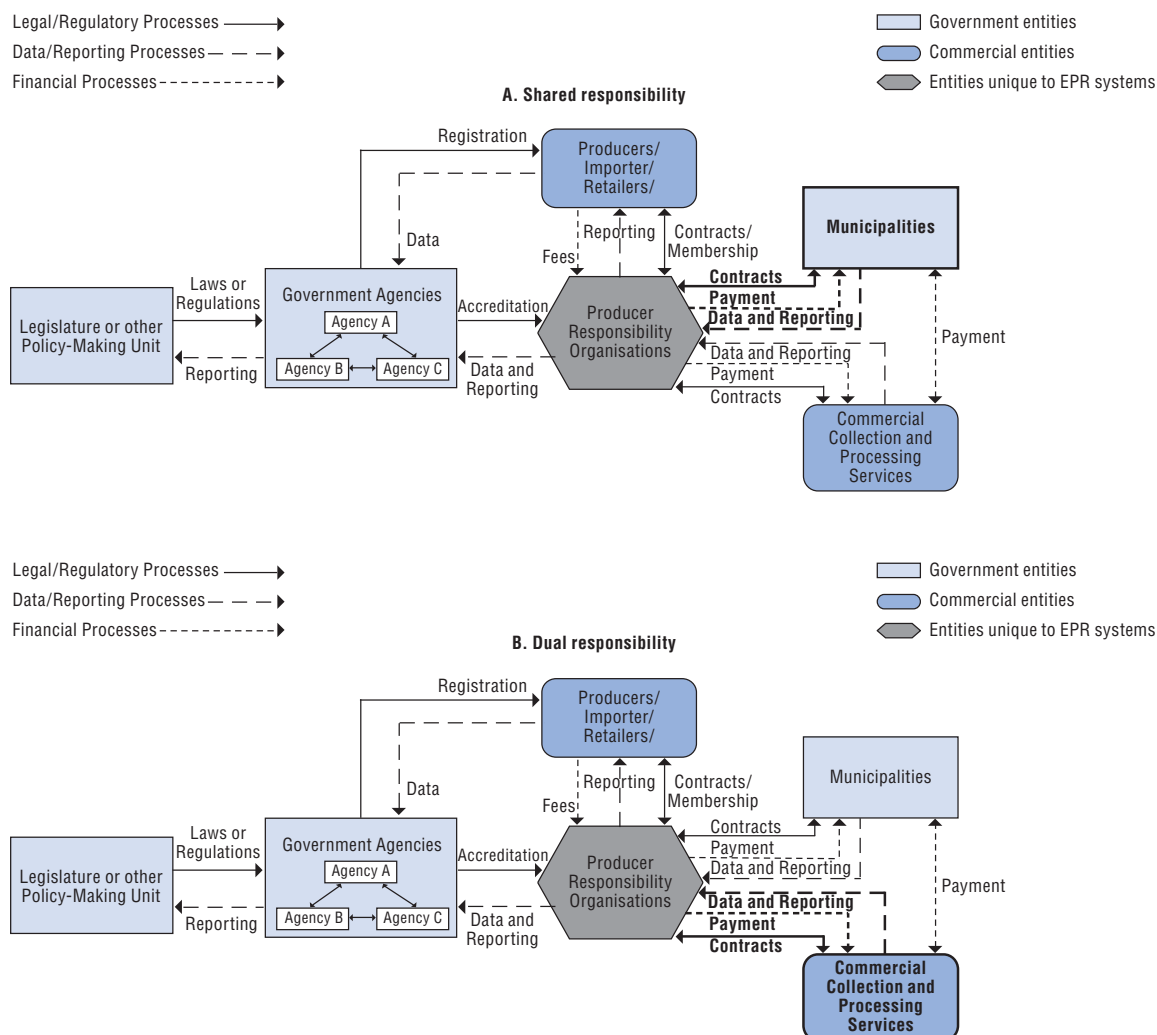 Legal/Regulatory Processes
Data/Reporting Processes
Financial Processes
Government entities
Commercial entities
Entities unique to EPR systems
A. Shared responsibility
Registration
Producers/
Importer/
Retailers/
Data
Fees
Reporting
Contracts/
Membership
Municipalities
Laws or
Regulations
Legislature or other
Policy-Making Unit
Reporting
Government Agencies
Agency A
Agency B
Agency C
Accreditation
Data and
Reporting
Producer
Responsibility
Organisations
Contracts
Payment
Data and Reporting
Data and Reporting
Payment
Contracts
Payment
Commercial
Collection and
Processing
Services
Legal/Regulatory Processes
Data/Reporting Processes
Financial Processes
Government entities
Commercial entities
Entities unique to EPR systems
B. Dual responsibility
Registration
Producers/
Importer/
Retailers/
Data
Fees
Reporting
Contracts/
Membership
Municipalities
Laws or
Regulations
Legislature or other
Policy-Making Unit
Reporting
Government Agencies
Agency A
Agency B
Agency C
Accreditation
Data and
Reporting
Producer
Responsibility
Organisations
Contracts
Payment
Data and Reporting
Data and Reporting
Payment
Contracts
Payment
Commercial
Collection and
Processing
Services